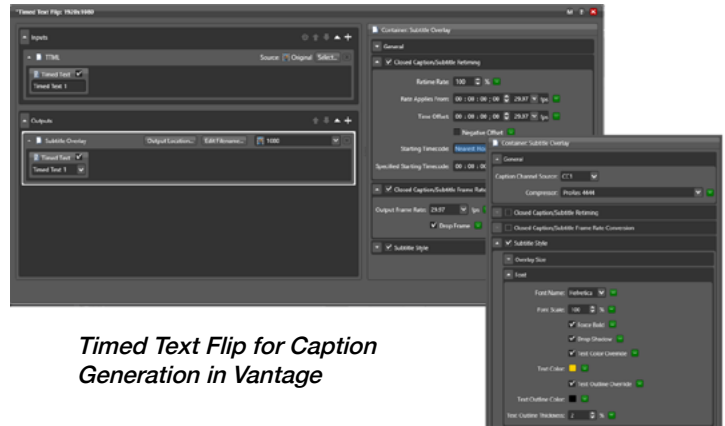 "Timed Text Flip: 1920x1080
Inputs
TTML
Source
Original
Select...
Timed Text
Timed Text 1
Outputs
Subtitle Overlay
Output Location...
Edit Filename...
1080
Timed Text
Timed Text 1
Container: Subtitle Overlay
General
Closed Caption/Subtitle Retiming
Retime Rate: 100 %
Rate Applies From: 00 : 00 : 00 ; 00 29.97 fps
Time Offset: 00 : 00 : 00 ; 00 29.97 fps
Negative Offset
Starting Timecode: Nearest
Specified Starting Timecode: 00 : 00 :
Closed Caption/Subtitle Frame Rate
Output Frame Rate: 29.97 fps
Drop Frame
Subtitle Style
Container: Subtitle Overlay
General
Caption Channel Source: CC1
Compressor: ProRes 4444
Closed Caption/Subtitle Retiming
Closed Caption/Subtitle Frame Rate Conversion
Subtitle Style
Overlay Size
Font
Font Name: Helvetica
Font Scale: 100 %
Force Bold
Drop Shadow
Text Color Override
Text Color:
Text Outline Override
Text Outline Color:
Text Outline Thickness: 2 %
Timed Text Flip for Caption
Generation in Vantage